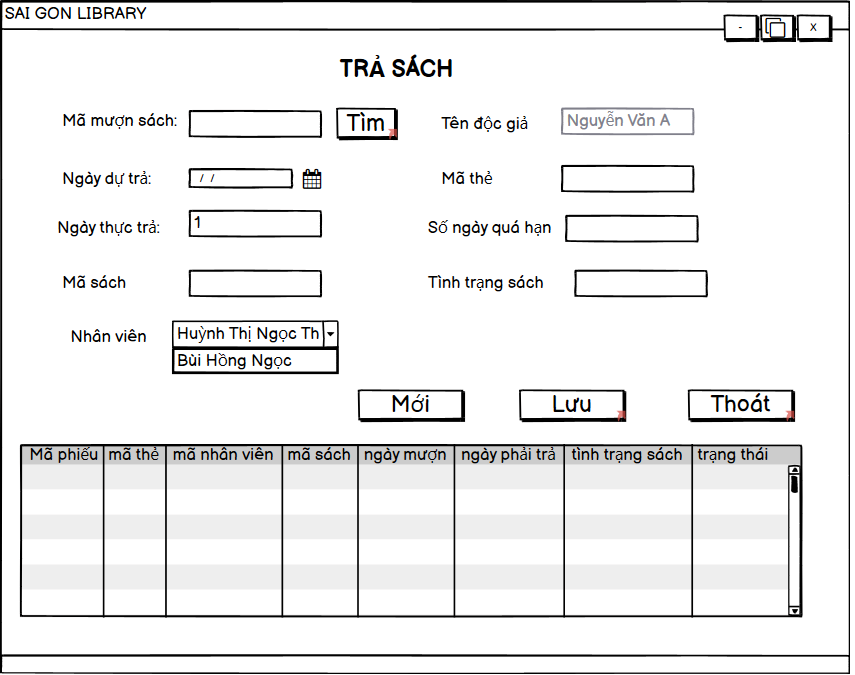 SAI GON LIBRARY
- X
TRẢ SÁCH
Mã mượn sách: Tìm Tên độc giả Nguyễn Văn A
Ngày dự trả: / / Mã thẻ
Ngày thực trả: 1 Số ngày quá hạn
Mã sách Tình trạng sách
Nhân viên Huỳnh Thị Ngọc Th
Bùi Hồng Ngọc
Mới Lưu Thoát
Mã phiếu mã thẻ mã nhân viên mã sách ngày mượn ngày phải trả tình trạng sách trạng thái